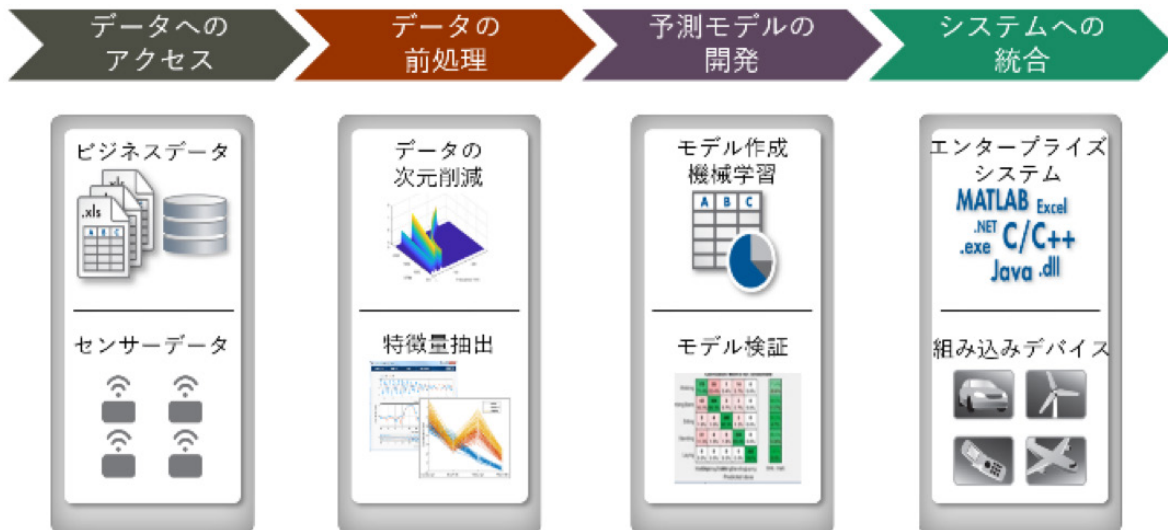 データへの
アクセス
データの
前処理
予測モデルの
開発
システムへの
統合
ビジネスデータ
.xls
A B C
センサーデータ
データの
次元削減
特徴量抽出
モデル作成
機械学習
A B C
モデル検証
Predicted class
エンタープライズ
システム
MATLAB Excel
.NET
.exe C/C++
Java .dll
組み込みデバイス